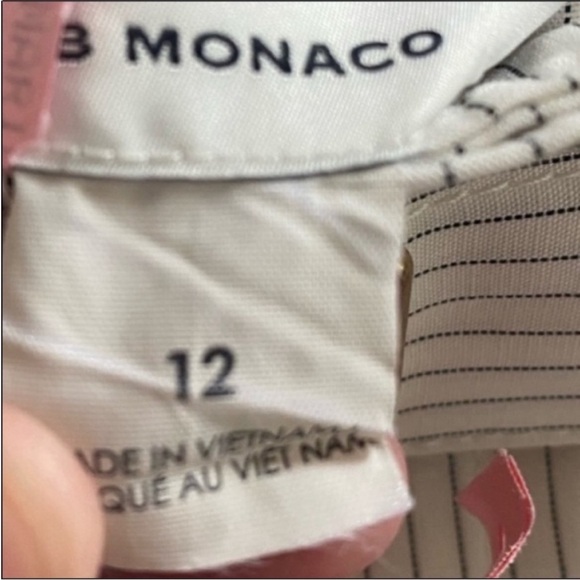 B MONACO
12
ADE IN VIETNAM
QUÉ AU VIET NAM